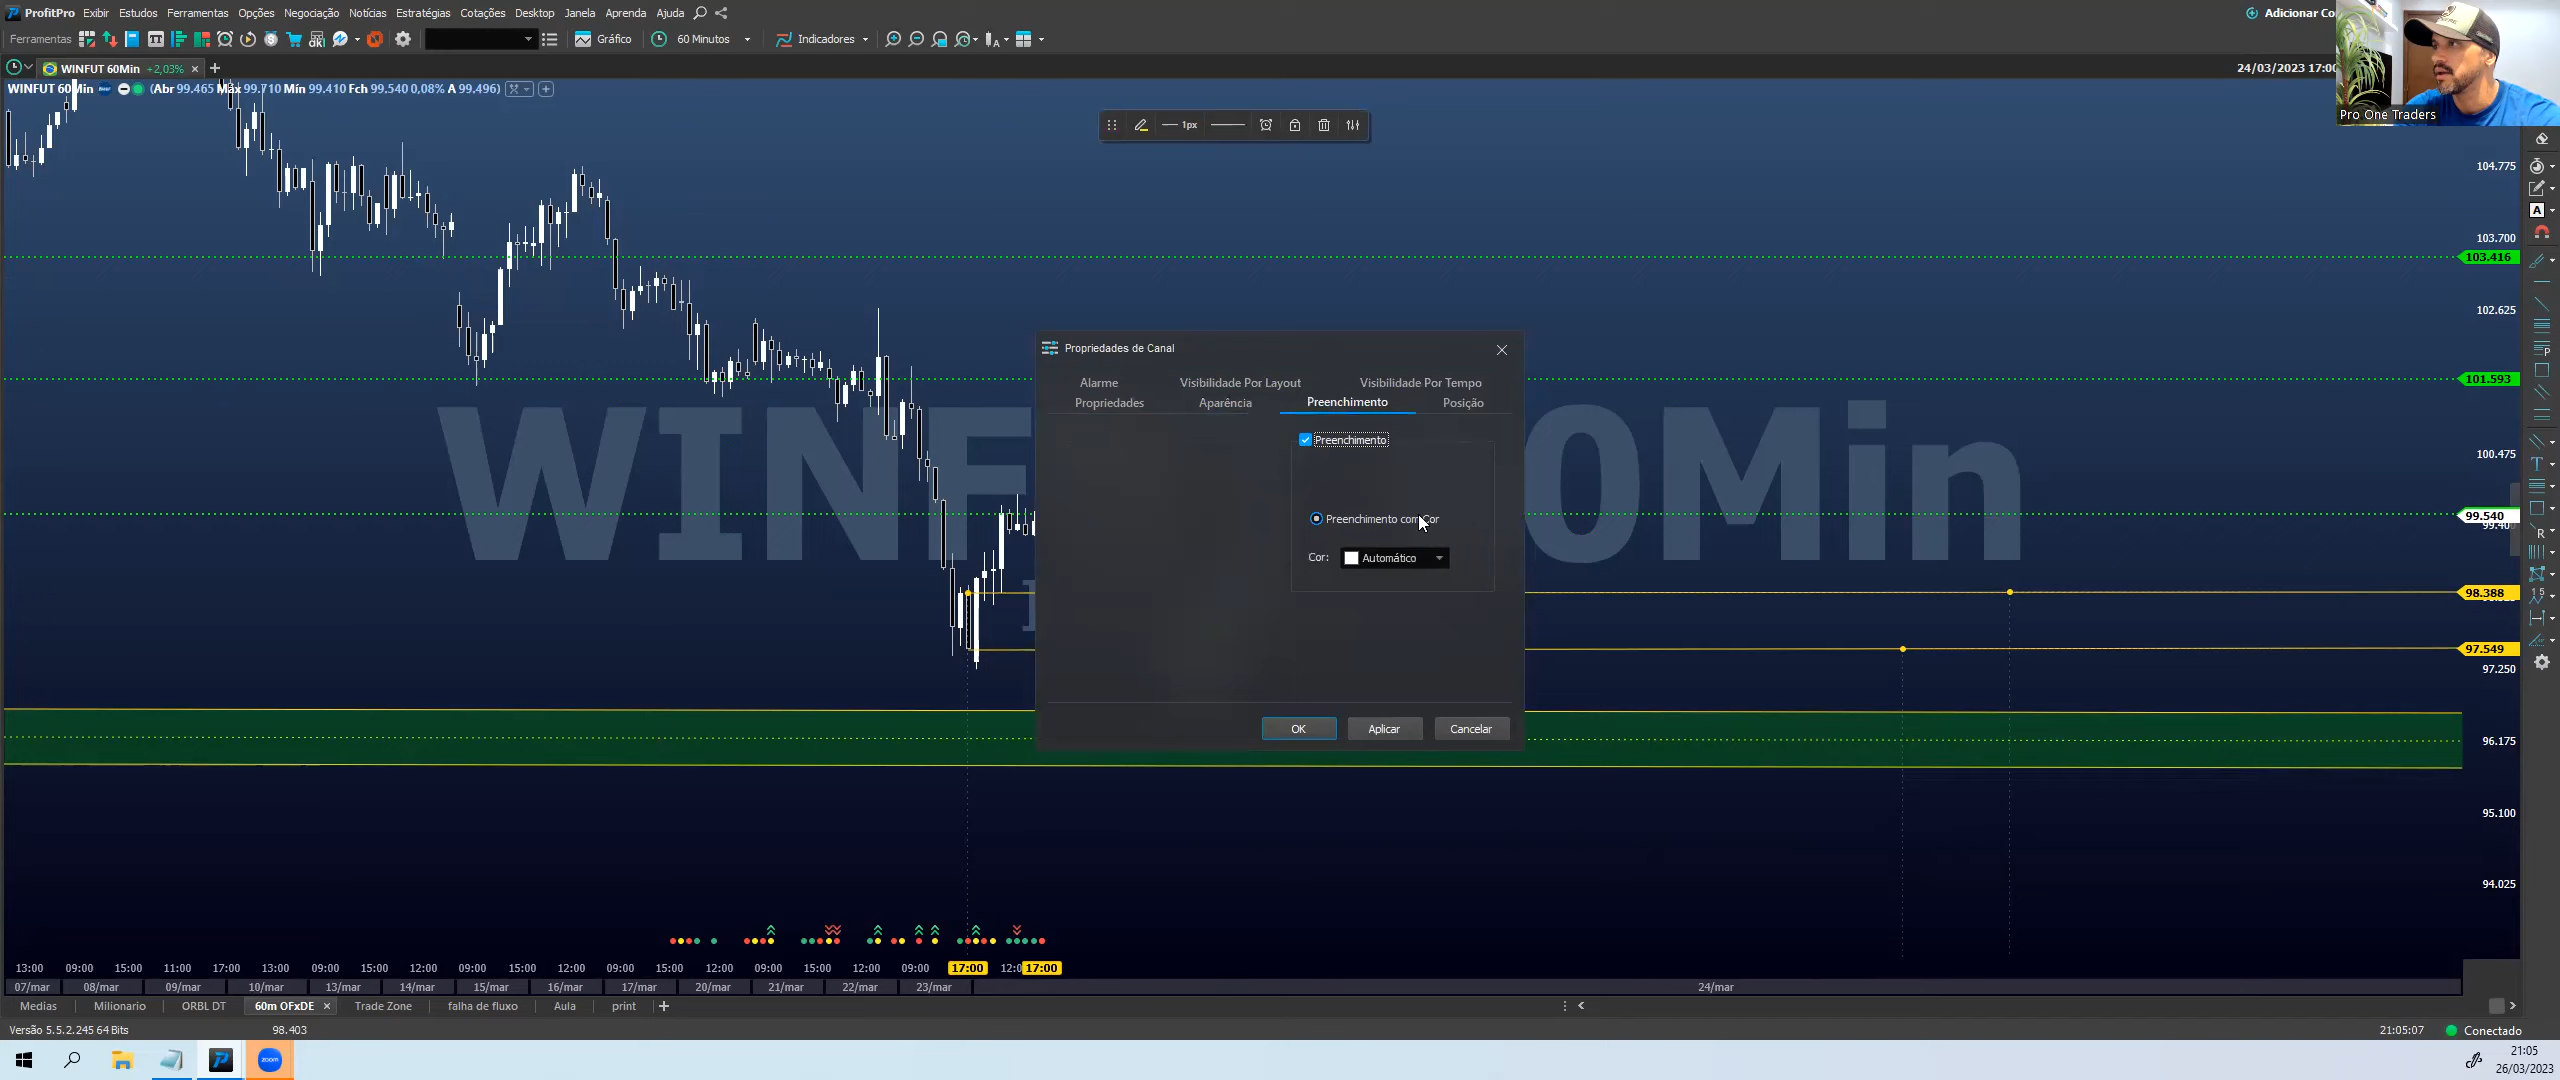 ProfitPro Exibir Estudos Ferramentas Opções Negociação Notícias Estratégias Cotações Desktop Janela Aprenda Ajuda
Adicionar Co
Ferramentas
Gráfico
60 Minutos
Indicadores
WINFUT 60Min +2,03%
24/03/2023 17:00
Pro One Traders
WINFUT 60Min (Abr 99.465 Máx 99.710 Mín 99.410 Fch 99.540 0,08% A 99.496)
1px
104.775
103.700
103.416
102.625
101.593
100.475
99.540
98.388
97.549
97.250
96.175
95.100
94.025
Propriedades de Canal
Alarme Visibilidade Por Layout Visibilidade Por Tempo
Propriedades Aparência Preenchimento Posição
Preenchimento
Preenchimento com Cor
Cor: Automático
OK Aplicar Cancelar
WINF 0Min
13:00 09:00 15:00 11:00 17:00 13:00 09:00 15:00 12:00 09:00 15:00 12:00 09:00 15:00 12:00 09:00 15:00 12:00 09:00 17:00 12:0 17:00
07/mar 08/mar 09/mar 10/mar 13/mar 14/mar 15/mar 16/mar 17/mar 20/mar 21/mar 22/mar 23/mar 24/mar
Medias Milionario ORBL DT 60m OFxDE Trade Zone falha de fluxo Aula print
Versão 5.5.2.245 64 Bits 98.403 21:05:07 Conectado
zoom
21:05
26/03/2023